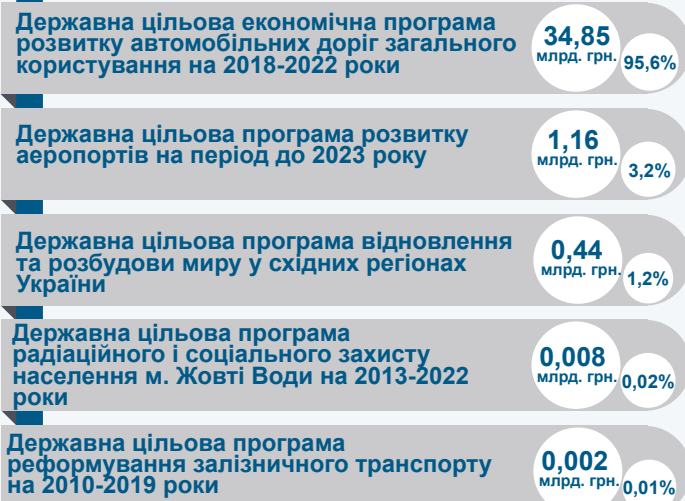 Державна цільова економічна програма
розвитку автомобільних доріг загального
користування на 2018-2022 роки
34,85
млрд. грн.
95,6%
Державна цільова програма розвитку
аеропортів на період до 2023 року
1,16
млрд. грн.
3,2%
Державна цільова програма відновлення
та розбудови миру у східних регіонах
України
0,44
млрд. грн.
1,2%
Державна цільова програма
радіаційного і соціального захисту
населення м. Жовті Води на 2013-2022
роки
0,008
млрд. грн.
0,02%
Державна цільова програма
реформування залізничного транспорту
на 2010-2019 роки
0,002
млрд. грн.
0,01%